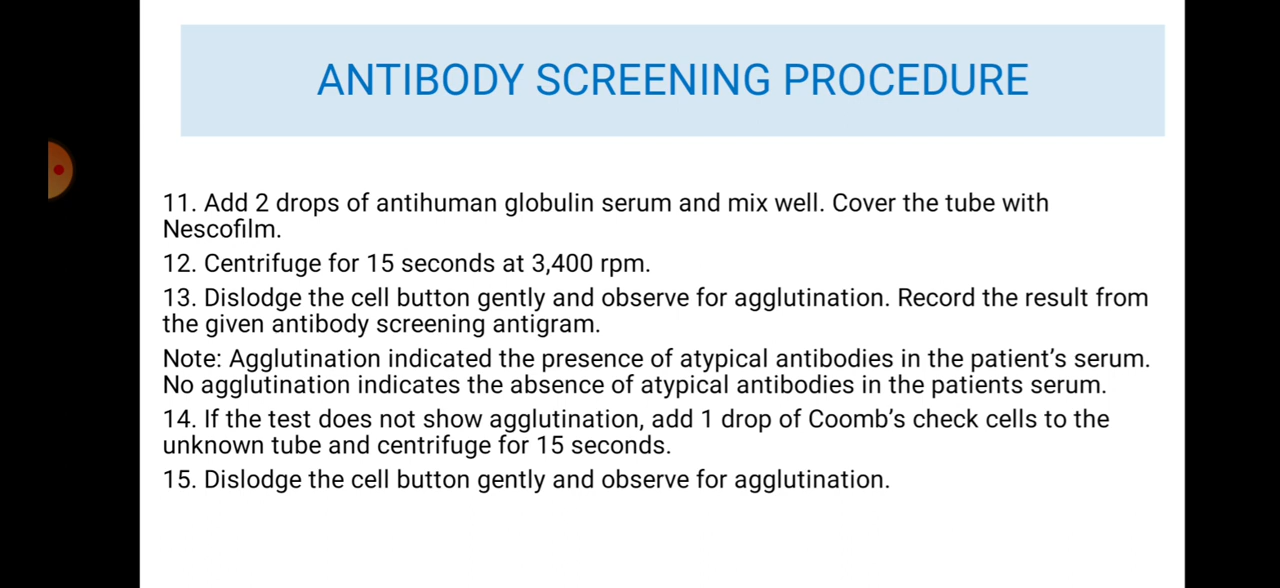 ANTIBODY SCREENING PROCEDURE
11. Add 2 drops of antihuman globulin serum and mix well. Cover the tube with
Nescofilm.
12. Centrifuge for 15 seconds at 3,400 rpm.
13. Dislodge the cell button gently and observe for agglutination. Record the result from
the given antibody screening antigram.
Note: Agglutination indicated the presence of atypical antibodies in the patient's serum.
No agglutination indicates the absence of atypical antibodies in the patients serum.
14. If the test does not show agglutination, add 1 drop of Coomb's check cells to the
unknown tube and centrifuge for 15 seconds.
15. Dislodge the cell button gently and observe for agglutination.